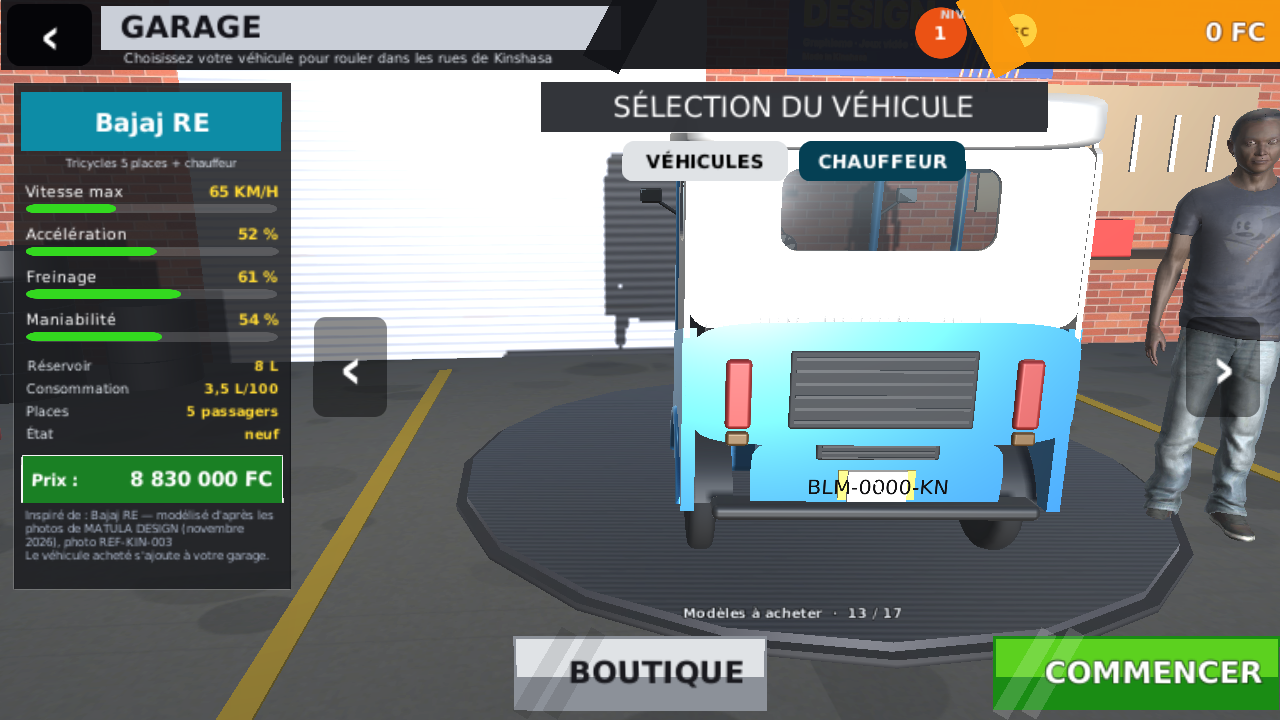 GARAGE
Choisissez votre véhicule pour rouler dans les rues de Kinshasa
DESIGN
NIV
1
FC
0 FC
SÉLECTION DU VÉHICULE
VÉHICULES
CHAUFFEUR
Bajaj RE
Tricycles 5 places + chauffeur
Vitesse max 65 KM/H
Accélération 52 %
Freinage 61 %
Maniabilité 54 %
Réservoir 8 L
Consommation 3,5 L/100
Places 5 passagers
État neuf
Prix : 8 830 000 FC
Inspiré de : Bajaj RE — modélisé d'après les
photos de MATULA DESIGN (novembre
2026), photo REF-KIN-003
Le véhicule acheté s'ajoute à votre garage.
BLM-0000-KN
Modèles à acheter · 13 / 17
BOUTIQUE
COMMENCER